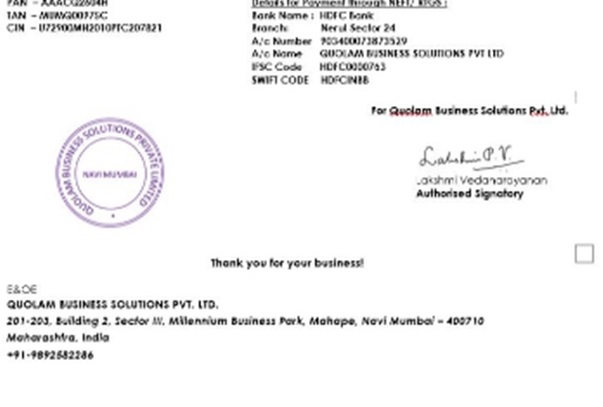 PAN – AAACQ2604H
TAN – MUMQ00975C
CIN – U72900MH2010PTC207821
Details for Payment through NEFT/ RTGS :
Bank Name : HDFC Bank
Branch: Nerul Sector 24
A/c Number 903400073873529
A/c Name QUOLAM BUSINESS SOLUTIONS PVT LTD
IFSC Code HDFC0000763
SWIFT CODE HDFCINBB
For Quolam Business Solutions Pvt. Ltd.
QUOLAM BUSINESS SOLUTIONS PRIVATE LIMITED
NAVI MUMBAI
Lakshmi P.V.
Lakshmi Vedanarayanan
Authorised Signatory
Thank you for your business!
E&OE
QUOLAM BUSINESS SOLUTIONS PVT. LTD.
201-203, Building 2, Sector III, Millennium Business Park, Mahape, Navi Mumbai – 400710
Maharashtra, India
+91-9892582286